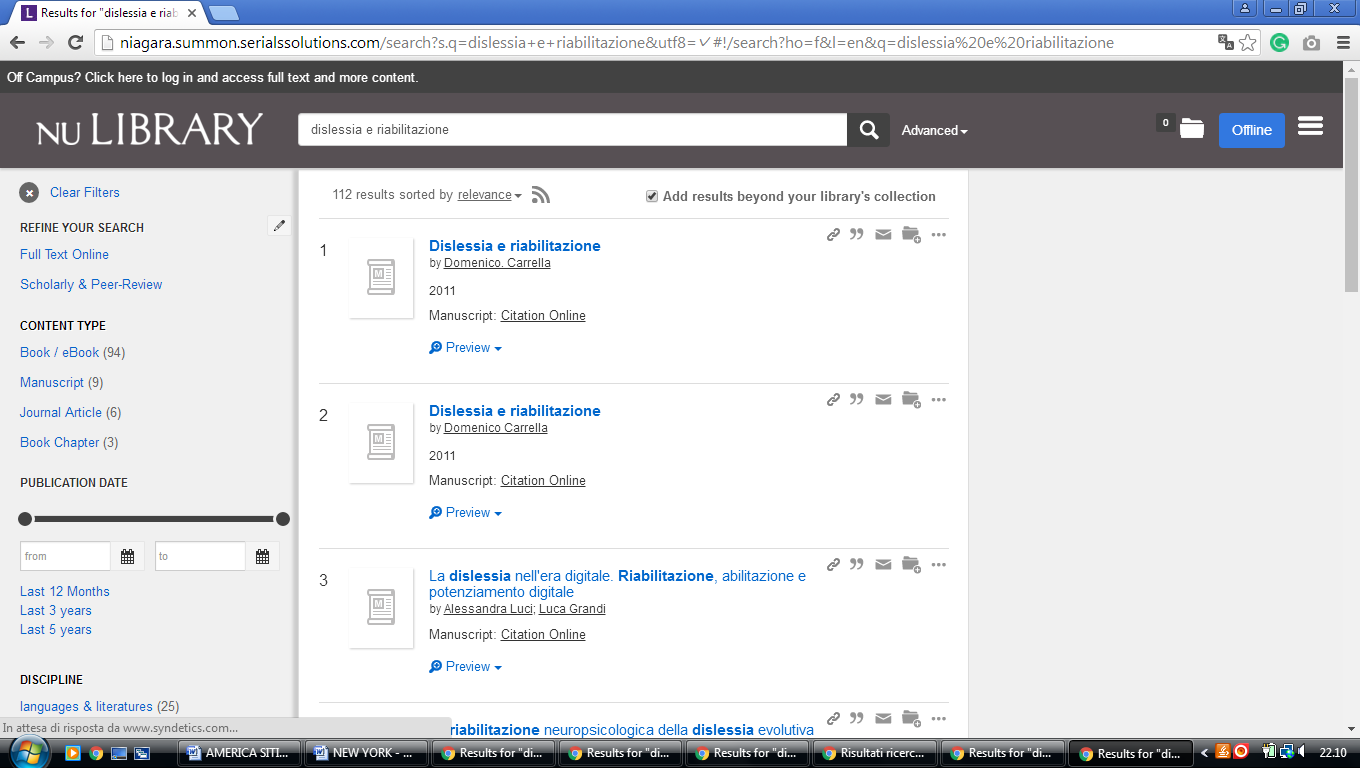 Results for "dislessia e riab
niagara.summon.serialssolutions.com/search?s.q=dislessia+e+riabilitazione&utf8=✓#!/search?ho=f&l=en&q=dislessia%20e%20riabilitazione
Off Campus? Click here to log in and access full text and more content.
NU LIBRARY
dislessia e riabilitazione
Advanced
0
Offline
Clear Filters
REFINE YOUR SEARCH
Full Text Online
Scholarly & Peer-Review
CONTENT TYPE
Book / eBook (94)
Manuscript (9)
Journal Article (6)
Book Chapter (3)
PUBLICATION DATE
from
to
Last 12 Months
Last 3 years
Last 5 years
DISCIPLINE
languages & literatures (25)
112 results sorted by relevance
Add results beyond your library's collection
1
Dislessia e riabilitazione
by Domenico. Carrella
2011
Manuscript: Citation Online
Preview
2
Dislessia e riabilitazione
by Domenico Carrella
2011
Manuscript: Citation Online
Preview
3
La dislessia nell'era digitale. Riabilitazione, abilitazione e
potenziamento digitale
by Alessandra Luci; Luca Grandi
Manuscript: Citation Online
Preview
riabilitazione neuropsicologica della dislessia evolutiva
In attesa di risposta da www.syndetics.com...
AMERICA SITI...
NEW YORK - ...
Results for "di...
Results for "di...
Results for "di...
Risultati ricerc...
Results for "di...
Results for "di...
22.10